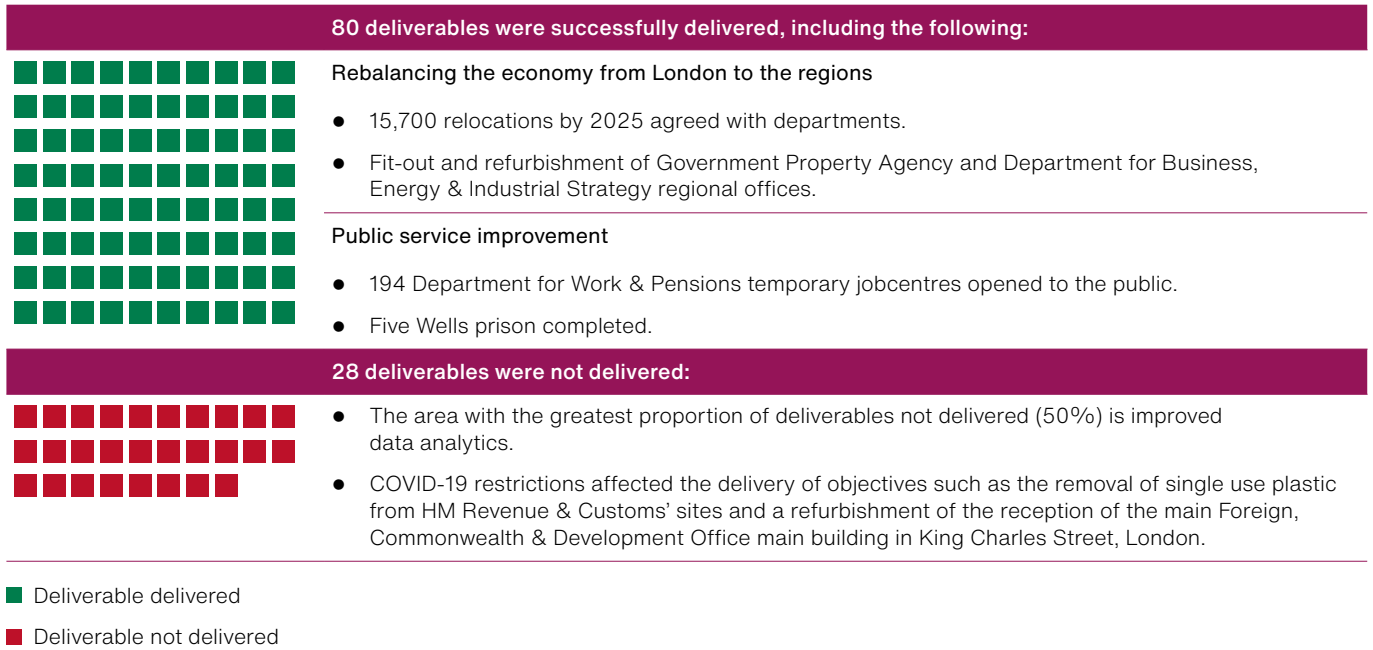 80 deliverables were successfully delivered, including the following:
Rebalancing the economy from London to the regions
● 15,700 relocations by 2025 agreed with departments.
● Fit-out and refurbishment of Government Property Agency and Department for Business,
Energy & Industrial Strategy regional offices.
Public service improvement
● 194 Department for Work & Pensions temporary jobcentres opened to the public.
● Five Wells prison completed.
28 deliverables were not delivered:
● The area with the greatest proportion of deliverables not delivered (50%) is improved
data analytics.
● COVID-19 restrictions affected the delivery of objectives such as the removal of single use plastic
from HM Revenue & Customs’ sites and a refurbishment of the reception of the main Foreign,
Commonwealth & Development Office main building in King Charles Street, London.
Deliverable delivered
Deliverable not delivered